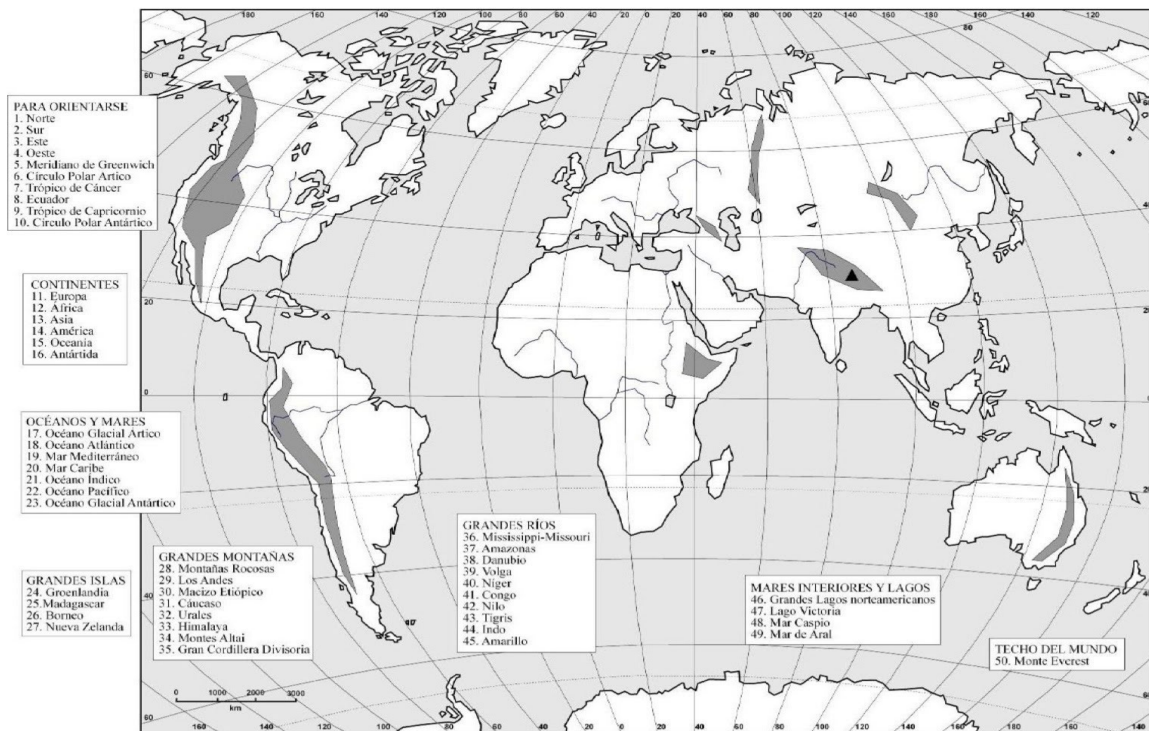 PARA ORIENTARSE
1. Norte
2. Sur
3. Este
4. Oeste
5. Meridiano de Greenwich
6. Círculo Polar Artico
7. Trópico de Cáncer
8. Ecuador
9. Trópico de Capricornio
10. Círculo Polar Antártico
CONTINENTES
11. Europa
12. África
13. Asia
14. América
15. Oceanía
16. Antártida
OCÉANOS Y MARES
17. Océano Glacial Ártico
18. Océano Atlántico
19. Mar Mediterráneo
20. Mar Caribe
21. Océano Índico
22. Océano Pacífico
23. Océano Glacial Antártico
GRANDES ISLAS
24. Groenlandia
25.Madagascar
26. Borneo
27. Nueva Zelanda
GRANDES MONTAÑAS
28. Montañas Rocosas
29. Los Andes
30. Macizo Etiópico
31. Cáucaso
32. Urales
33. Himalaya
34. Montes Altai
35. Gran Cordillera Divisoria
GRANDES RÍOS
36. Mississippi-Missouri
37. Amazonas
38. Danubio
39. Volga
40. Níger
41. Congo
42. Nilo
43. Tigris
44. Indo
45. Amarillo
MARES INTERIORES Y LAGOS
46. Grandes Lagos norteamericanos
47. Lago Victoria
48. Mar Caspio
49. Mar de Aral
TECHO DEL MUNDO
50. Monte Everest
0 1000 2000 3000
km